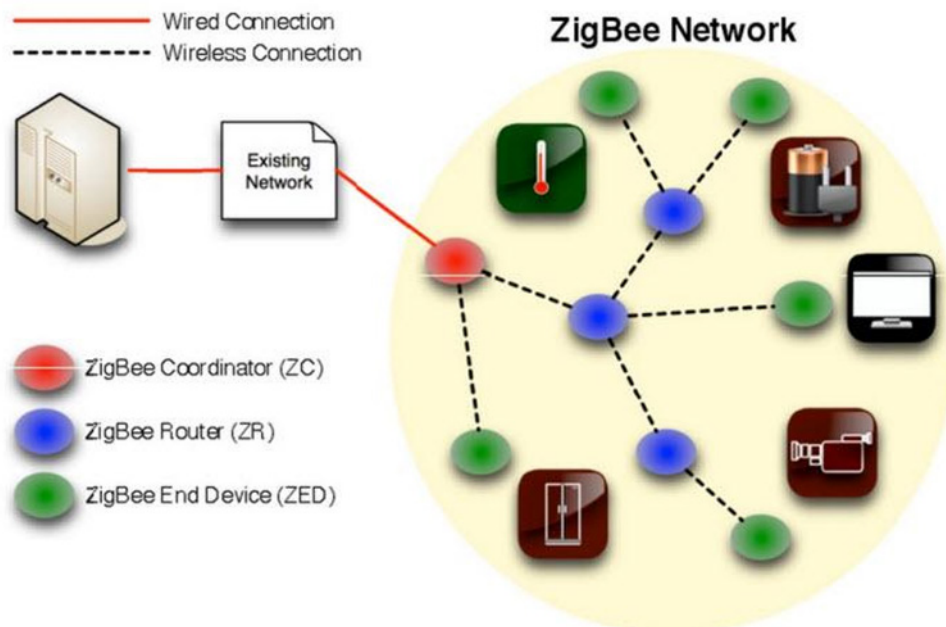 Wired Connection
Wireless Connection
ZigBee Network
Existing
Network
ZigBee Coordinator (ZC)
ZigBee Router (ZR)
ZigBee End Device (ZED)